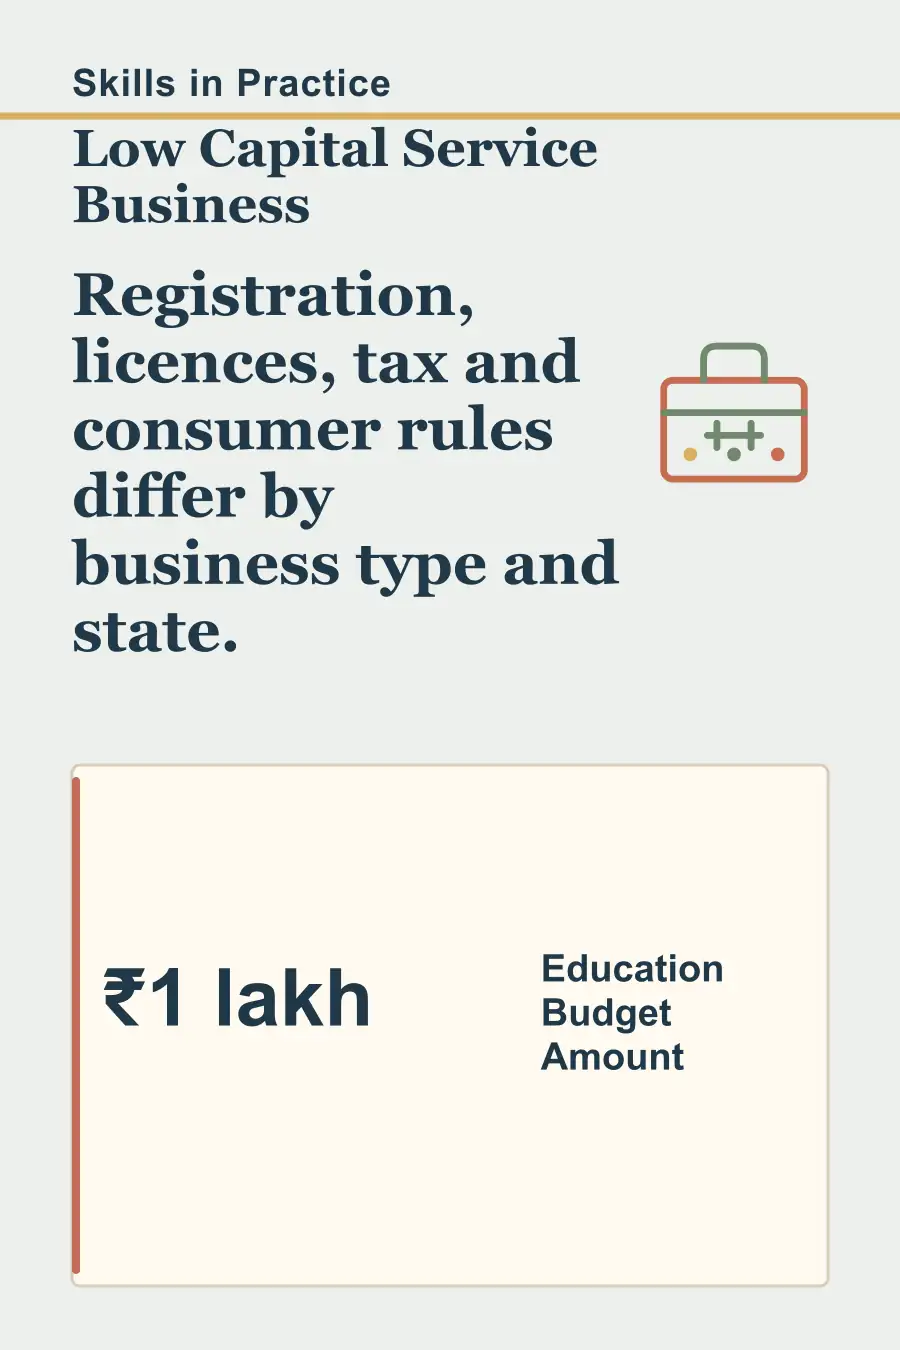 Skills in Practice
Low Capital Service
Business
Registration,
licences, tax and
consumer rules
differ by
business type and
state.
₹1 lakh
Education
Budget
Amount